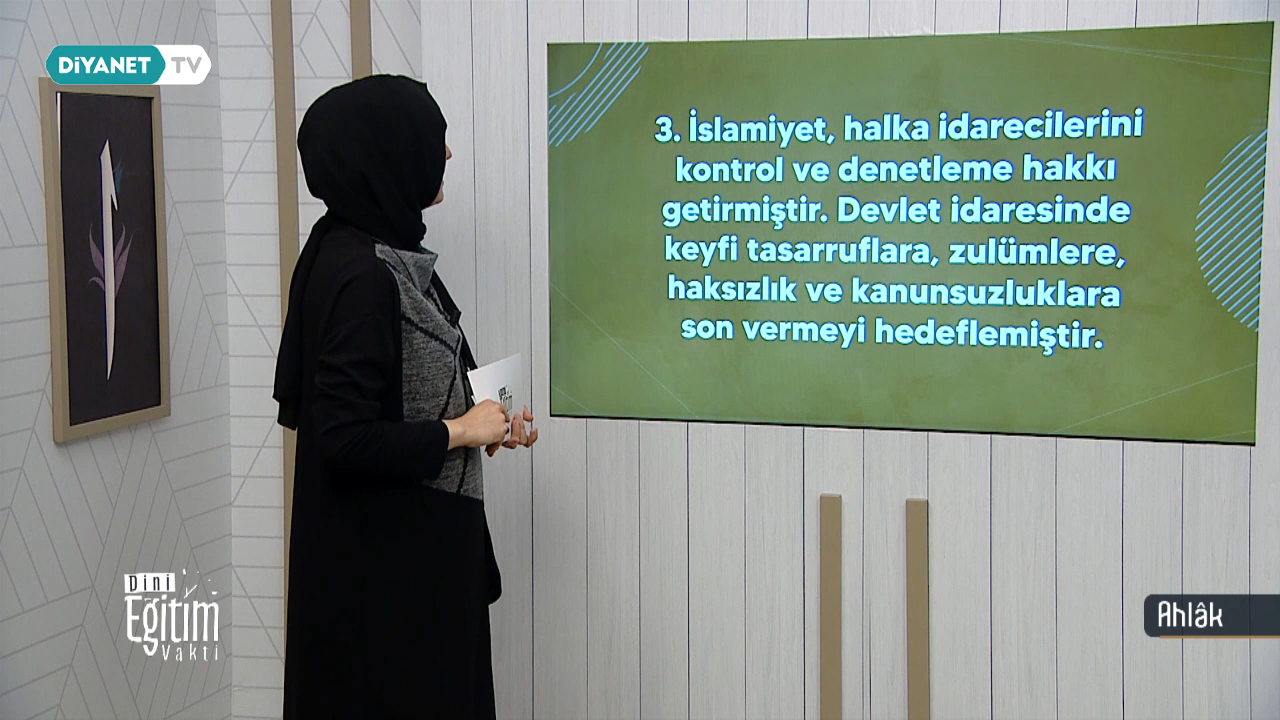 DİYANET TV
3. İslamiyet, halka idarecilerini
kontrol ve denetleme hakkı
getirmiştir. Devlet idaresinde
keyfi tasarruflara, zulümlere,
haksızlık ve kanunsuzluklara
son vermeyi hedeflemiştir.
Dini
Eğitim
Vakti
Ahlâk